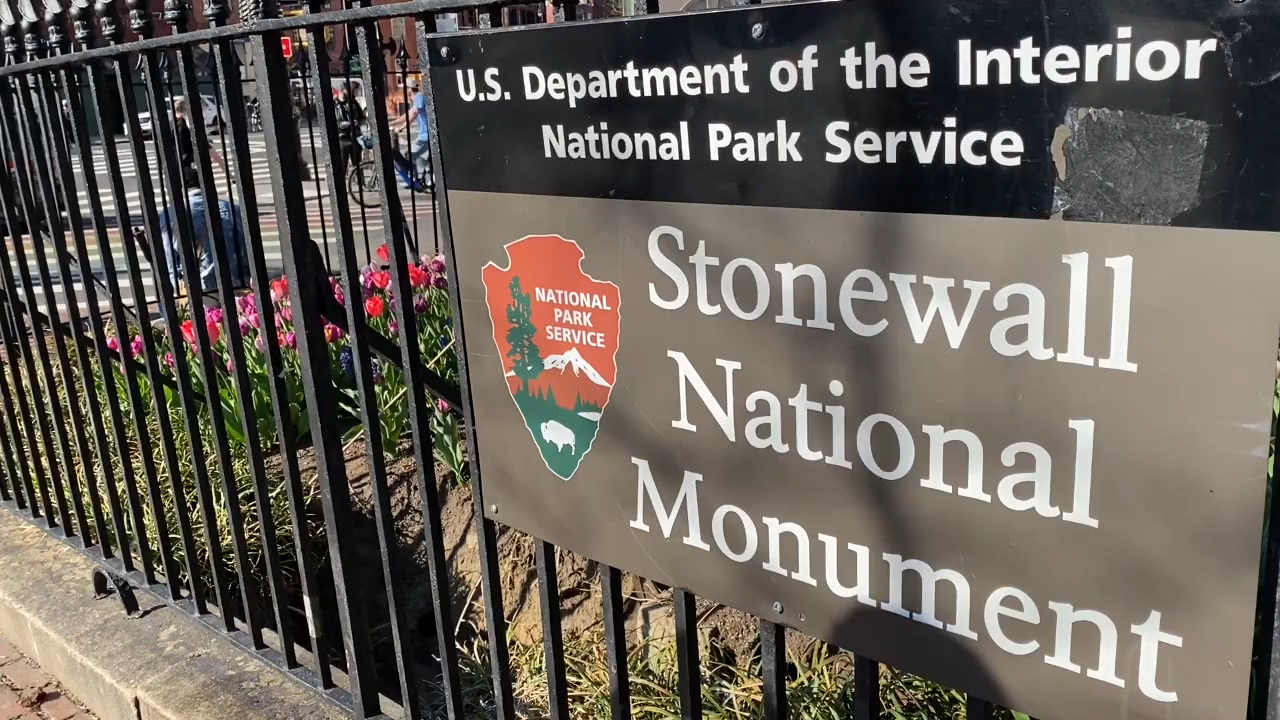 U.S. Department of the Interior
National Park Service
NATIONAL
PARK
SERVICE
Stonewall
National
Monument